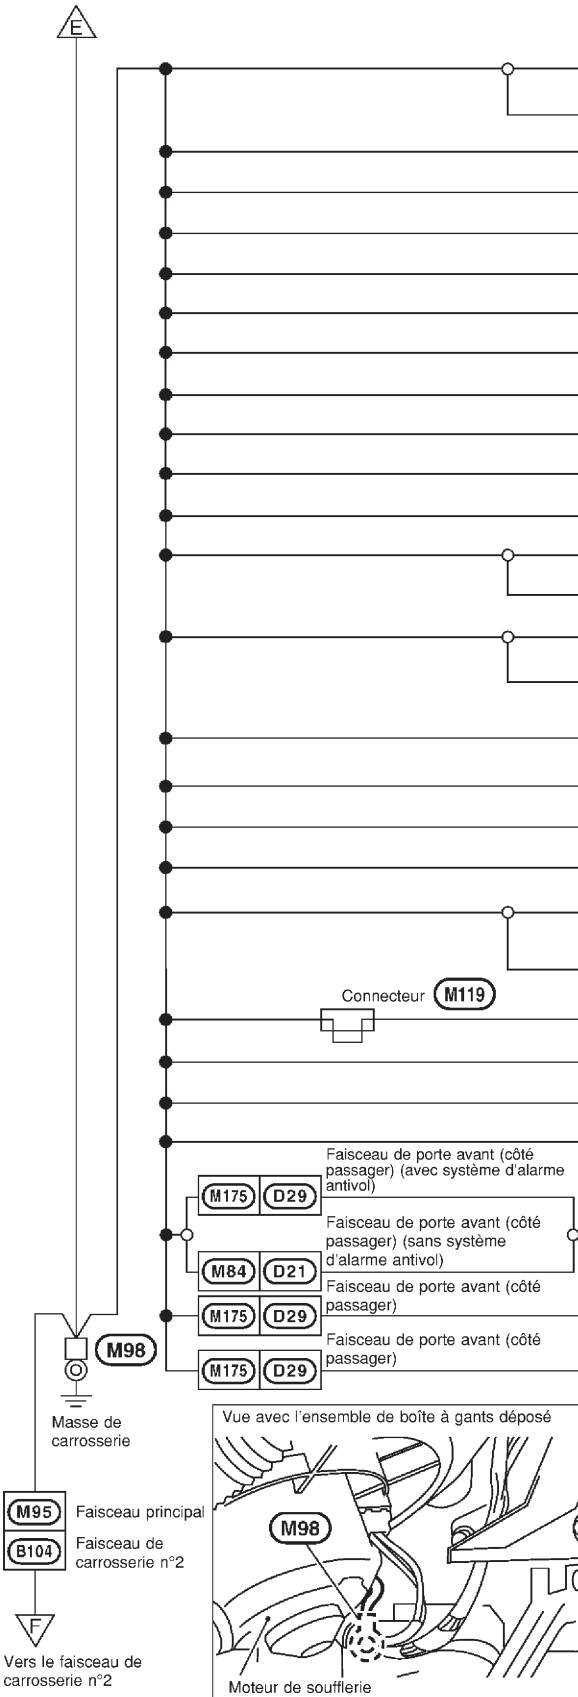 E
Connecteur M119
Faisceau de porte avant (côté
passager) (avec système d'alarme
antivol)
M175 D29
Faisceau de porte avant (côté
passager) (sans système
d'alarme antivol)
M84 D21
Faisceau de porte avant (côté
passager)
M175 D29
Faisceau de porte avant (côté
passager)
M175 D29
M98
Masse de
carrosserie
M95 Faisceau principal
B104 Faisceau de
carrosserie n°2
F
Vers le faisceau de
carrosserie n°2
Vue avec l'ensemble de boîte à gants déposé
M98
Moteur de soufflerie